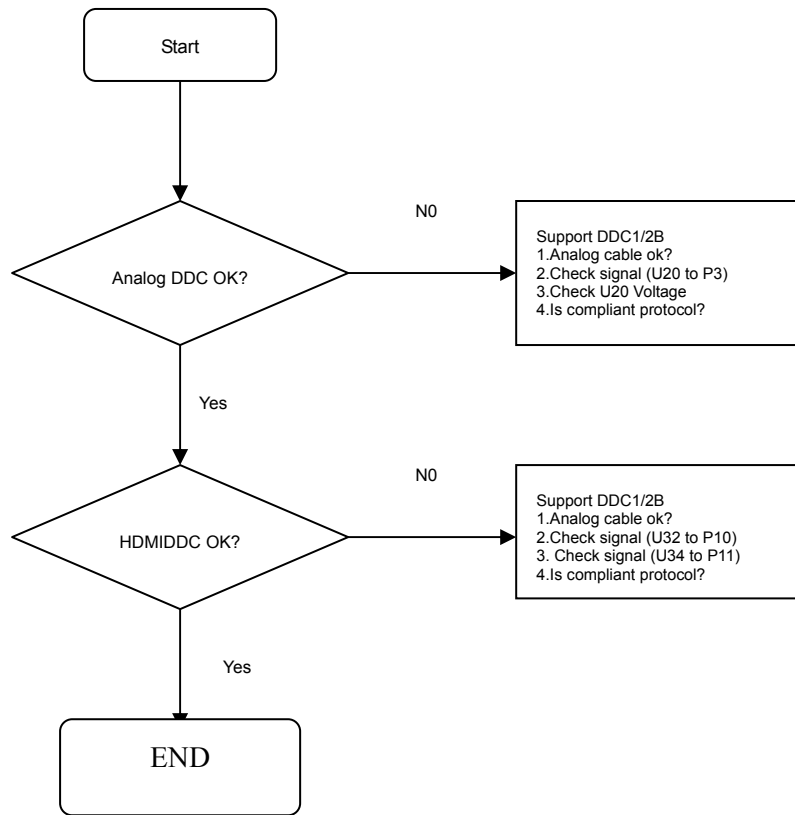 Start
N0
Analog DDC OK?
Support DDC1/2B
1.Analog cable ok?
2.Check signal (U20 to P3)
3.Check U20 Voltage
4.Is compliant protocol?
Yes
N0
HDMIDDC OK?
Support DDC1/2B
1.Analog cable ok?
2.Check signal (U32 to P10)
3. Check signal (U34 to P11)
4.Is compliant protocol?
Yes
END